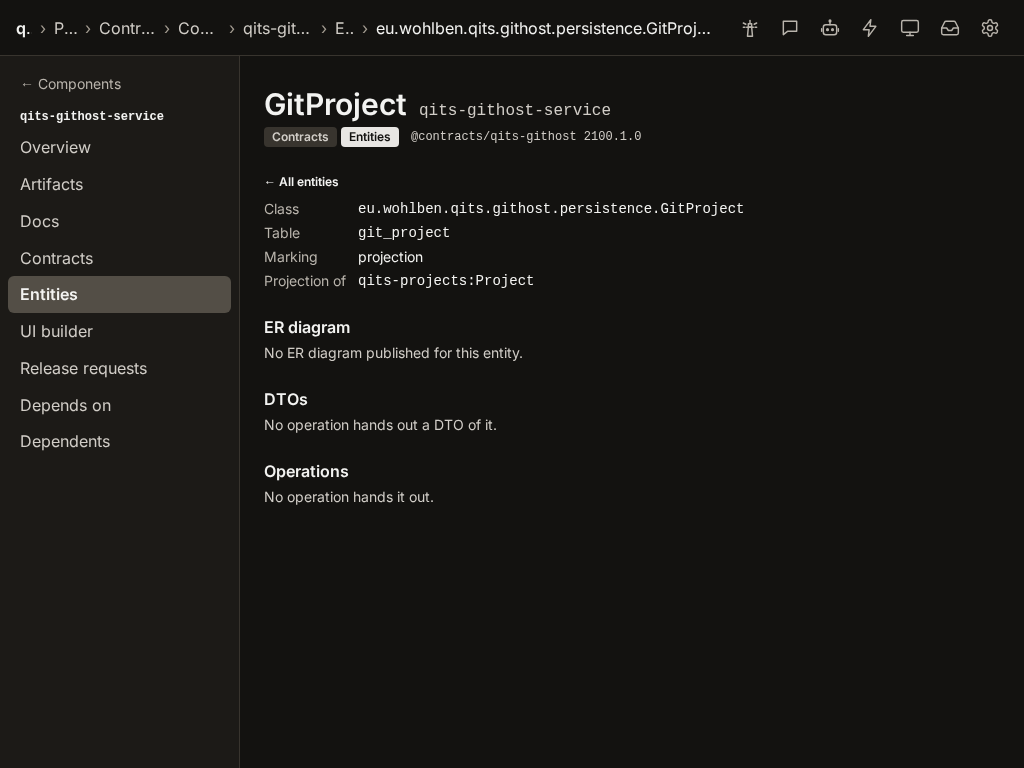 q. › P... › Contr... › Co... › qits-git... › E.. › eu.wohlben.qits.githost.persistence.GitProj...
← Components
qits-githost-service
Overview
Artifacts
Docs
Contracts
Entities
UI builder
Release requests
Depends on
Dependents
GitProject qits-githost-service
Contracts Entities @contracts/qits-githost 2100.1.0
← All entities
Class eu.wohlben.qits.githost.persistence.GitProject
Table git_project
Marking projection
Projection of qits-projects:Project
ER diagram
No ER diagram published for this entity.
DTOs
No operation hands out a DTO of it.
Operations
No operation hands it out.